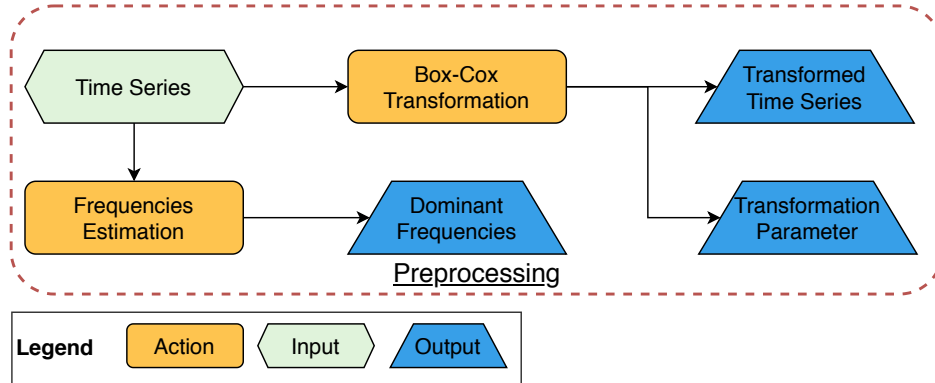 Time Series
Box-Cox
Transformation
Transformed
Time Series
Frequencies
Estimation
Dominant
Frequencies
Transformation
Parameter
Preprocessing
Legend
Action
Input
Output